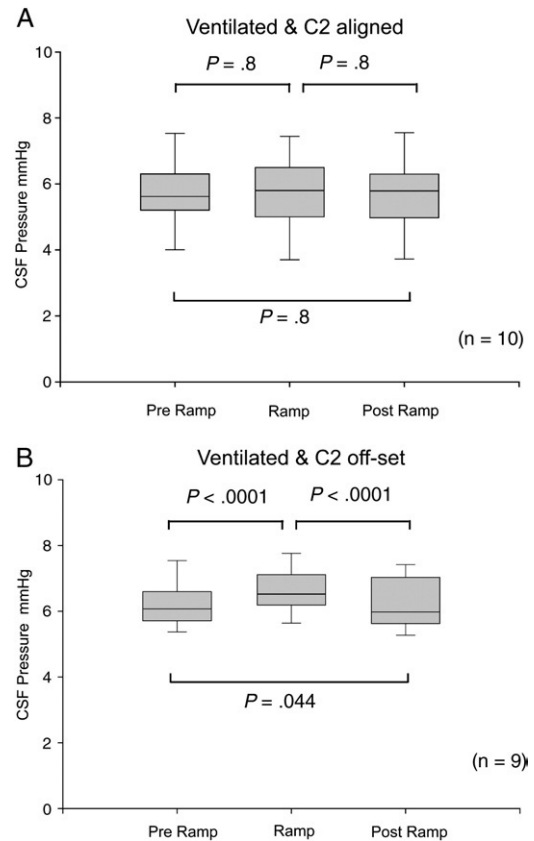 A
Ventilated & C2 aligned
P = .8
P = .8
10
8
6
4
2
0
CSF Pressure mmHg
P = .8
(n = 10)
Pre Ramp
Ramp
Post Ramp
B
Ventilated & C2 off-set
P < .0001
P < .0001
10
8
6
4
2
0
CSF Pressure mmHg
P = .044
(n = 9)
Pre Ramp
Ramp
Post Ramp